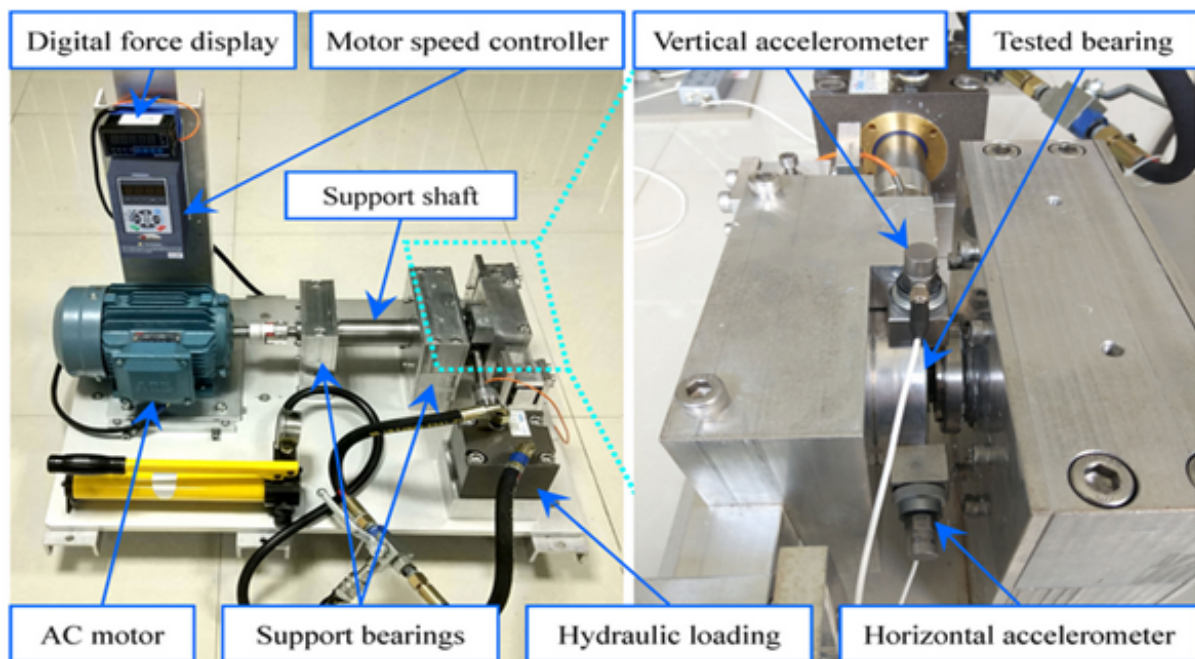 Digital force display
Motor speed controller
Vertical accelerometer
Tested bearing
Support shaft
AC motor
Support bearings
Hydraulic loading
Horizontal accelerometer